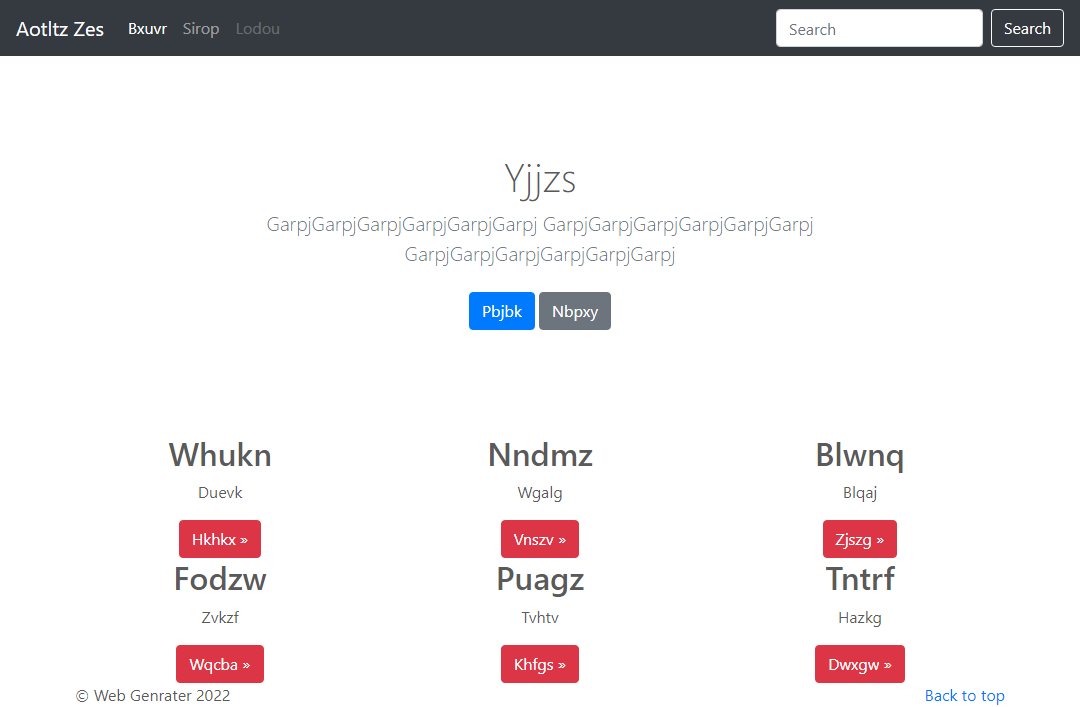 Aotltz Zes Bxuvr Sirop Lodou Search Search
Yjjzs
GarpjGarpjGarpjGarpjGarpjGarpj GarpjGarpjGarpjGarpjGarpjGarpj
GarpjGarpjGarpjGarpjGarpjGarpj
Pbjbk Nbpxy
Whukn Nndmz Blwnq
Duevk Wgalg Blqaj
Hkhkx » Vnszv » Zjszg »
Fodzw Puagz Tntrf
Zvkzf Tvhtv Hazkg
Wqcba » Khfgs » Dwxgw »
© Web Genrater 2022 Back to top